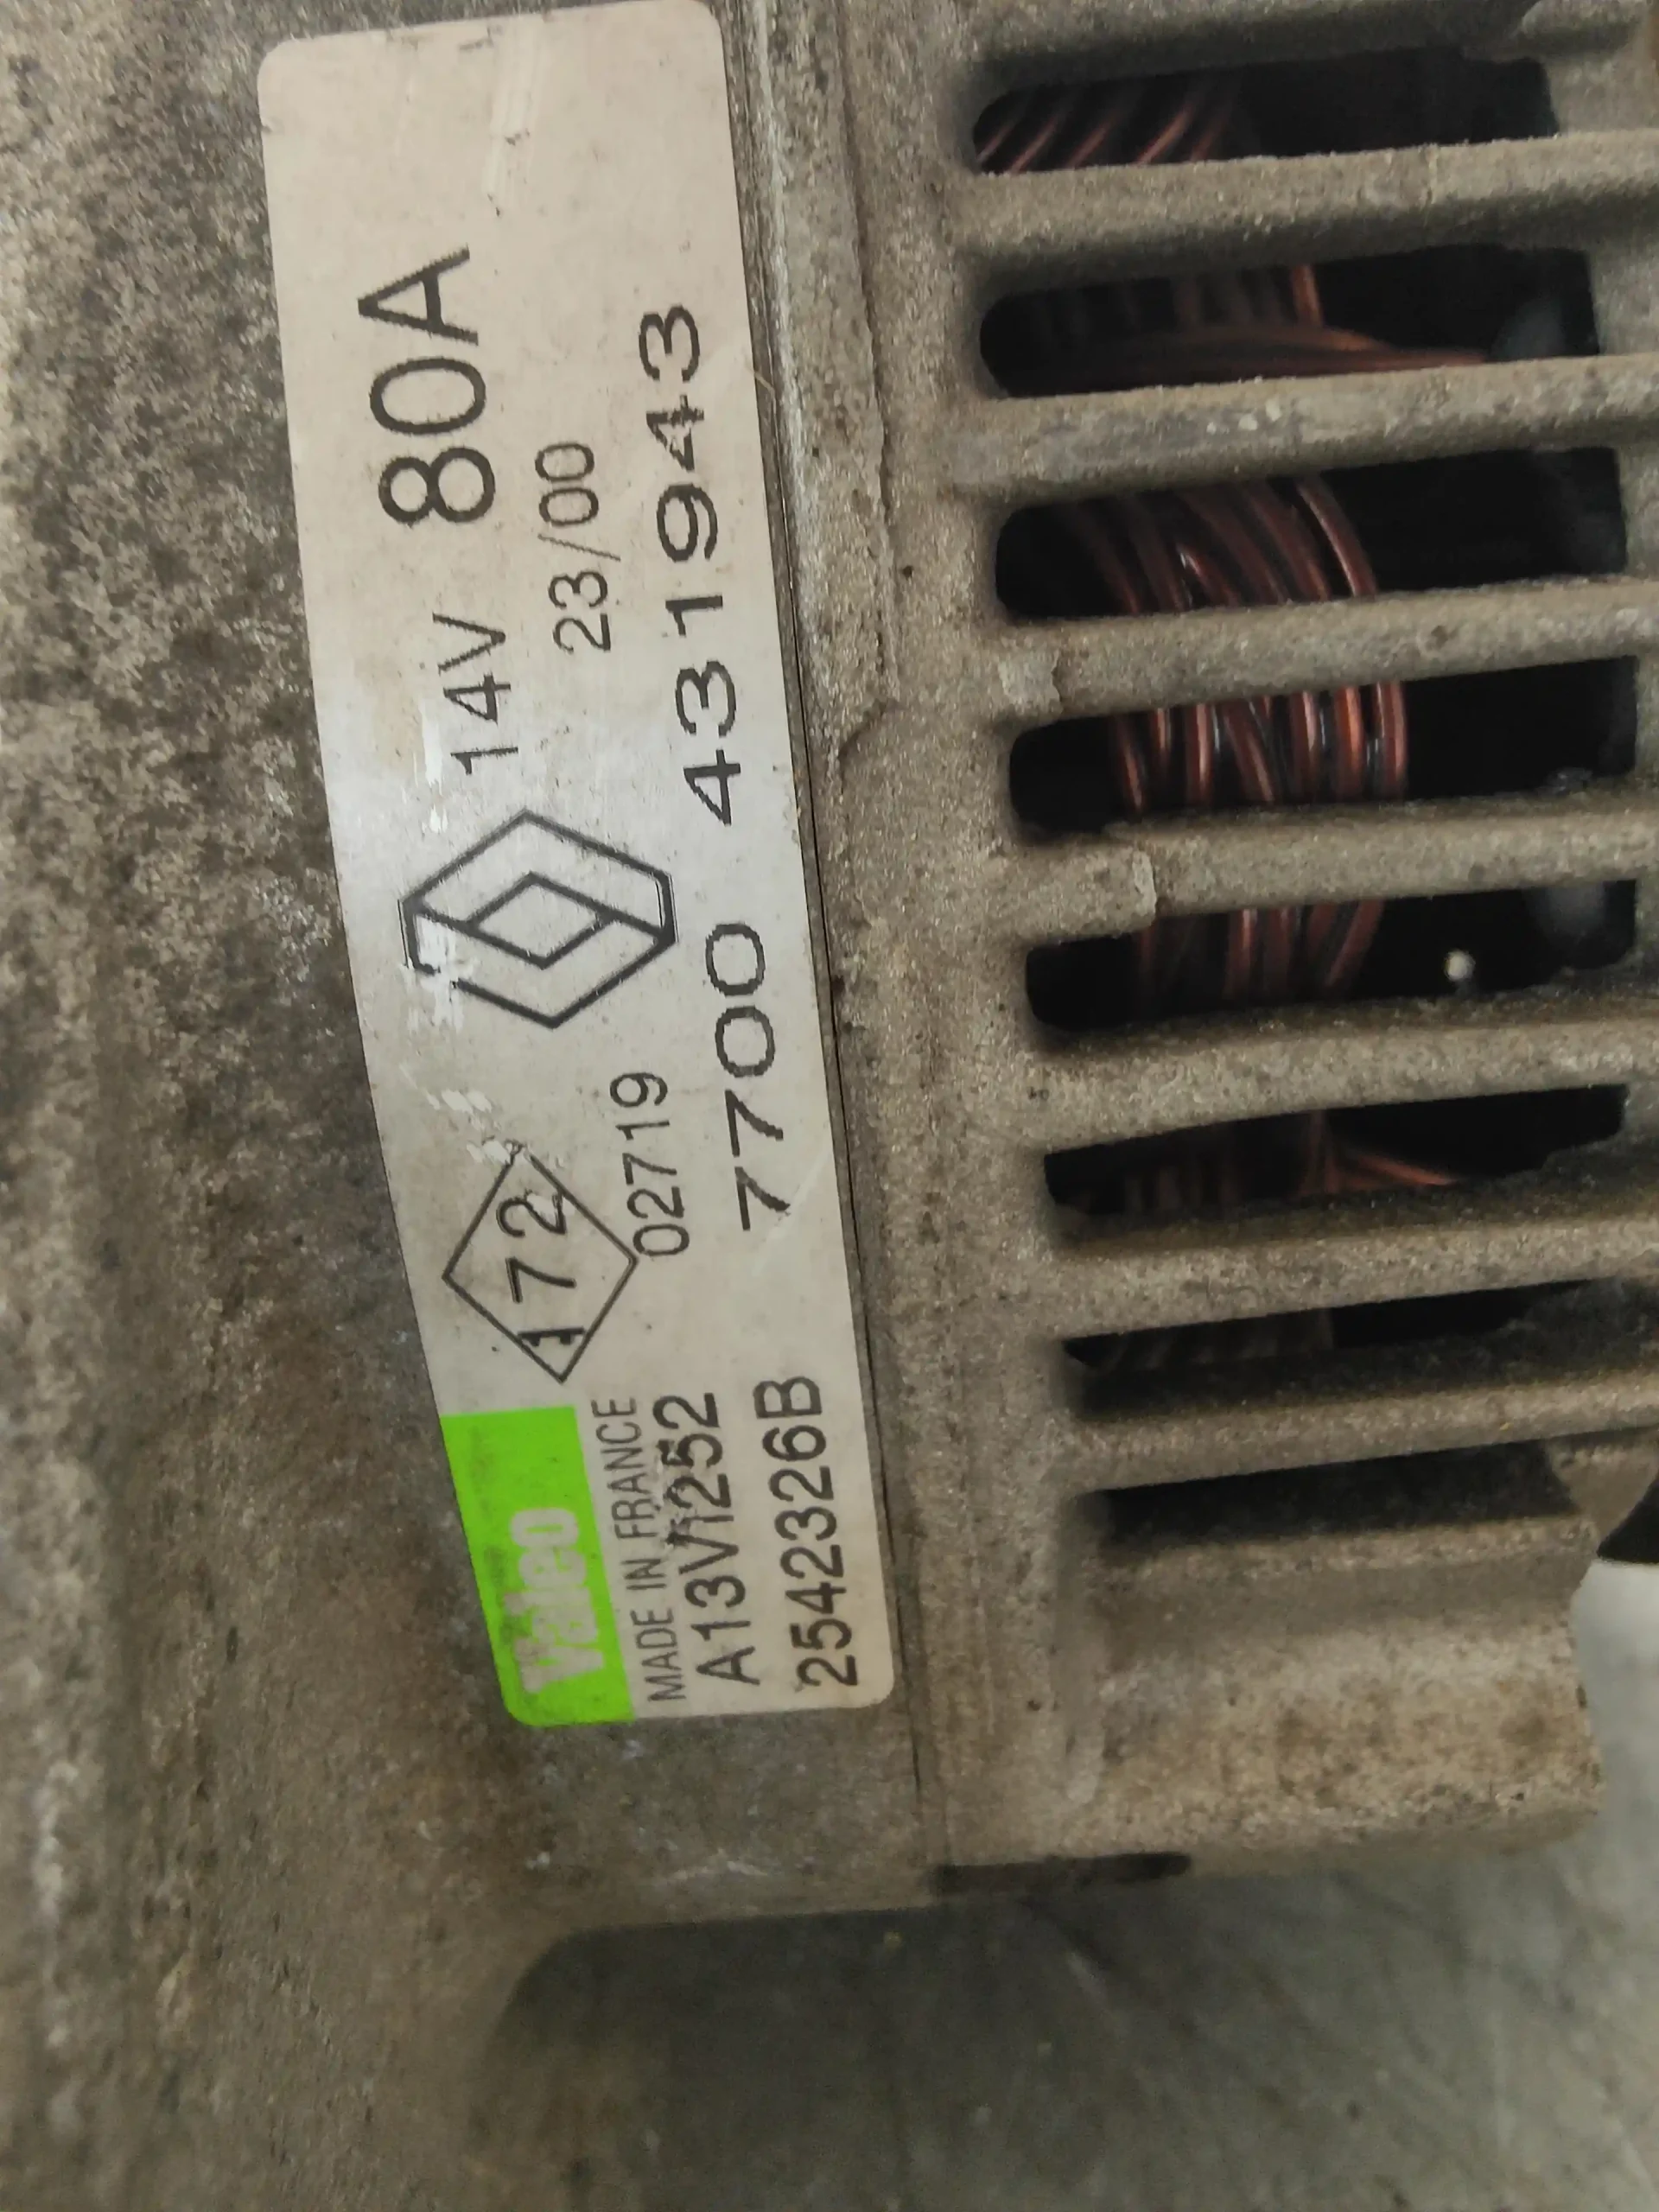 Valeo
MADE IN FRANCE
A13VI252
2542326B
172
02719
14V 80A
23/00
7700 431943